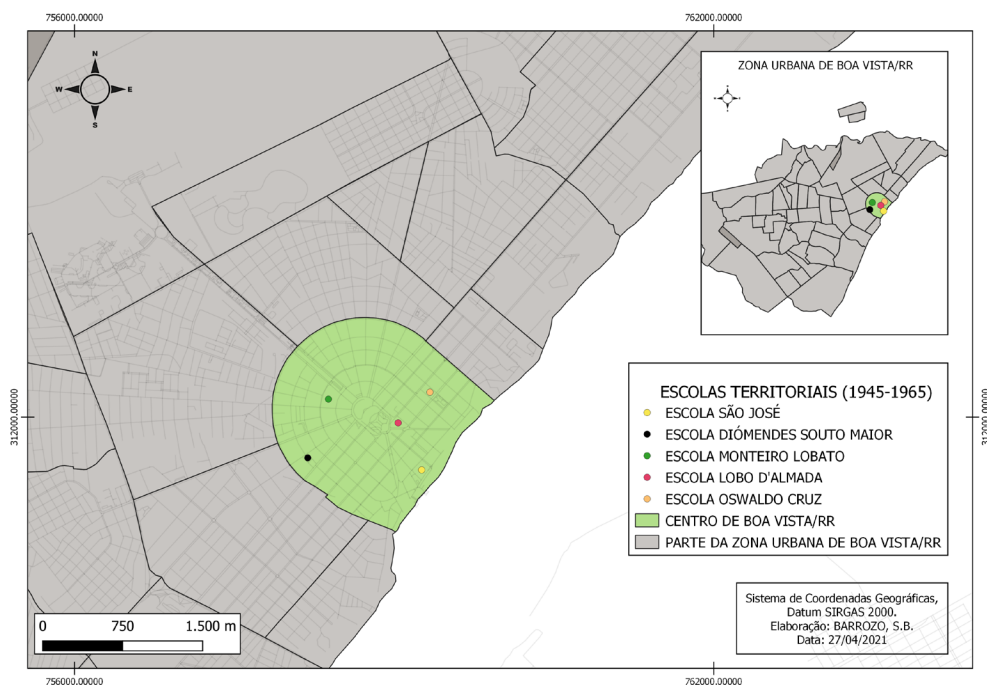 756000.00000
762000.00000
N
W
E
S
ZONA URBANA DE BOA VISTA/RR
312000.00000
312000.00000
ESCOLAS TERRITORIAIS (1945-1965)
ESCOLA SÃO JOSÉ
ESCOLA DIÓMENDES SOUTO MAIOR
ESCOLA MONTEIRO LOBATO
ESCOLA LOBO D'ALMADA
ESCOLA OSWALDO CRUZ
CENTRO DE BOA VISTA/RR
PARTE DA ZONA URBANA DE BOA VISTA/RR
Sistema de Coordenadas Geográficas,
Datum SIRGAS 2000.
Elaboração: BARROZO, S.B.
Data: 27/04/2021
0 750 1.500 m
756000.00000
762000.00000